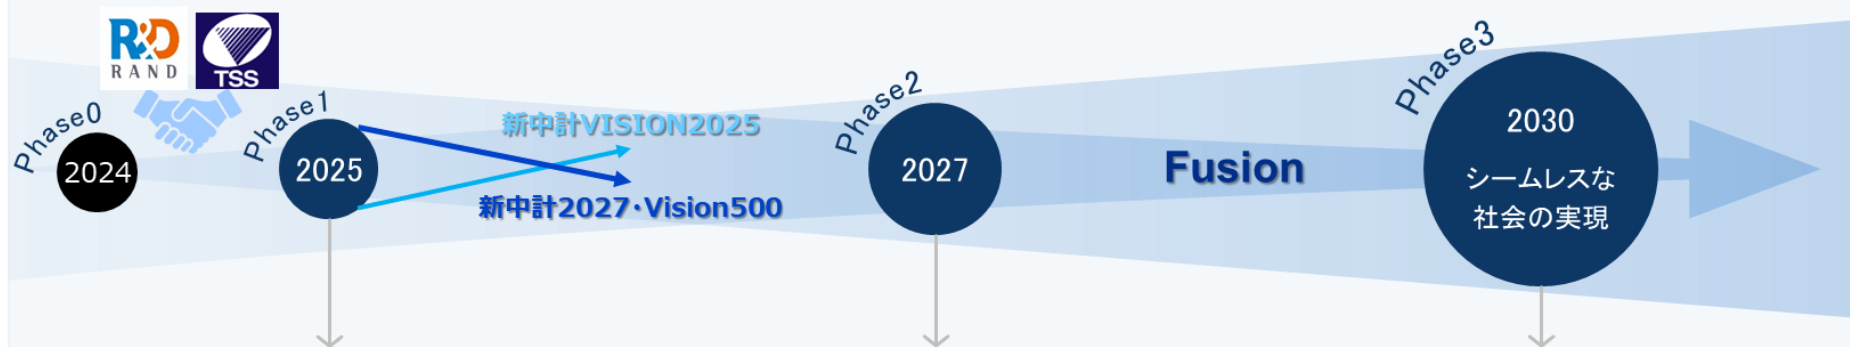 R&D
RAND
TSS
Phase0
2024
Phase1
2025
新中計VISION2025
新中計2027・Vision500
Phase2
2027
Fusion
Phase3
2030
シームレスな
社会の実現